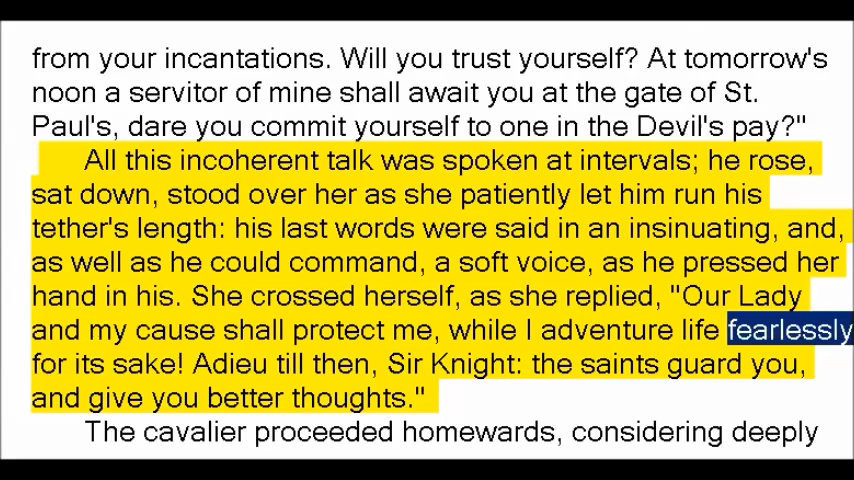 from your incantations. Will you trust yourself? At tomorrow's
noon a servitor of mine shall await you at the gate of St.
Paul's, dare you commit yourself to one in the Devil's pay?"
All this incoherent talk was spoken at intervals; he rose,
sat down, stood over her as she patiently let him run his
tether's length: his last words were said in an insinuating, and,
as well as he could command, a soft voice, as he pressed her
hand in his. She crossed herself, as she replied, "Our Lady
and my cause shall protect me, while I adventure life fearlessly
for its sake! Adieu till then, Sir Knight: the saints guard you,
and give you better thoughts."
The cavalier proceeded homewards, considering deeply